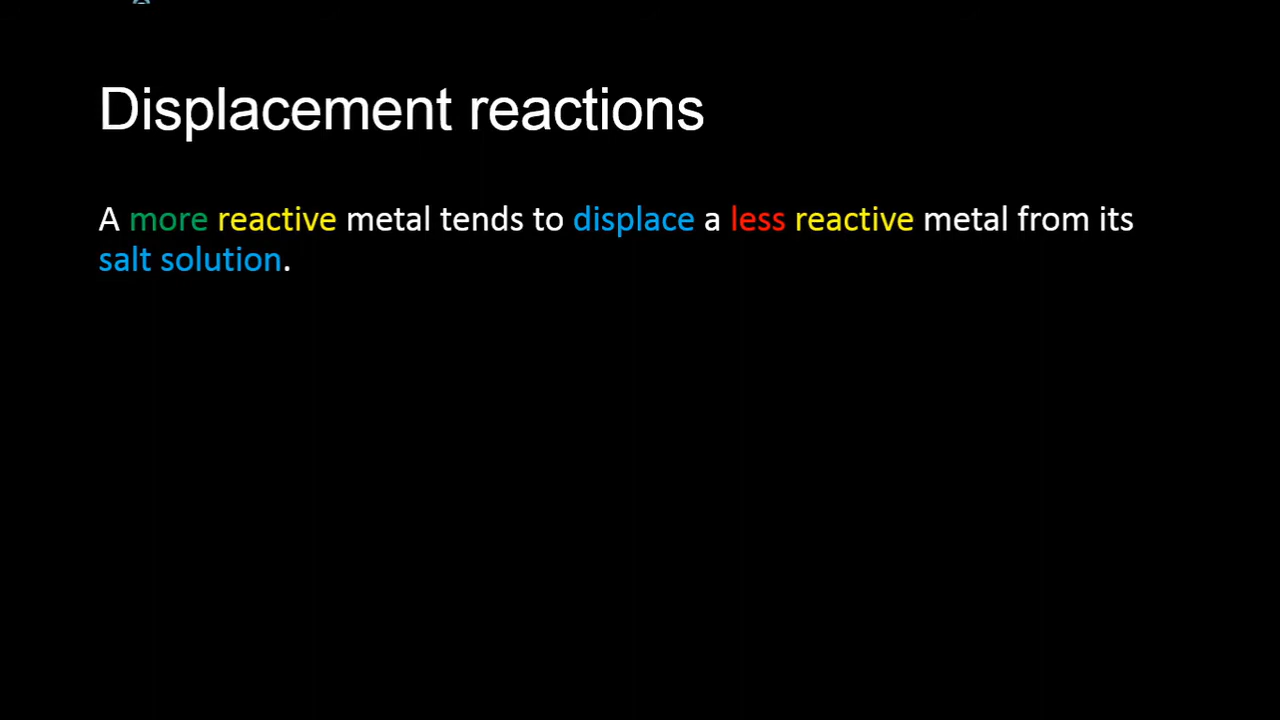 Displacement reactions
A more reactive metal tends to displace a less reactive metal from its
salt solution.